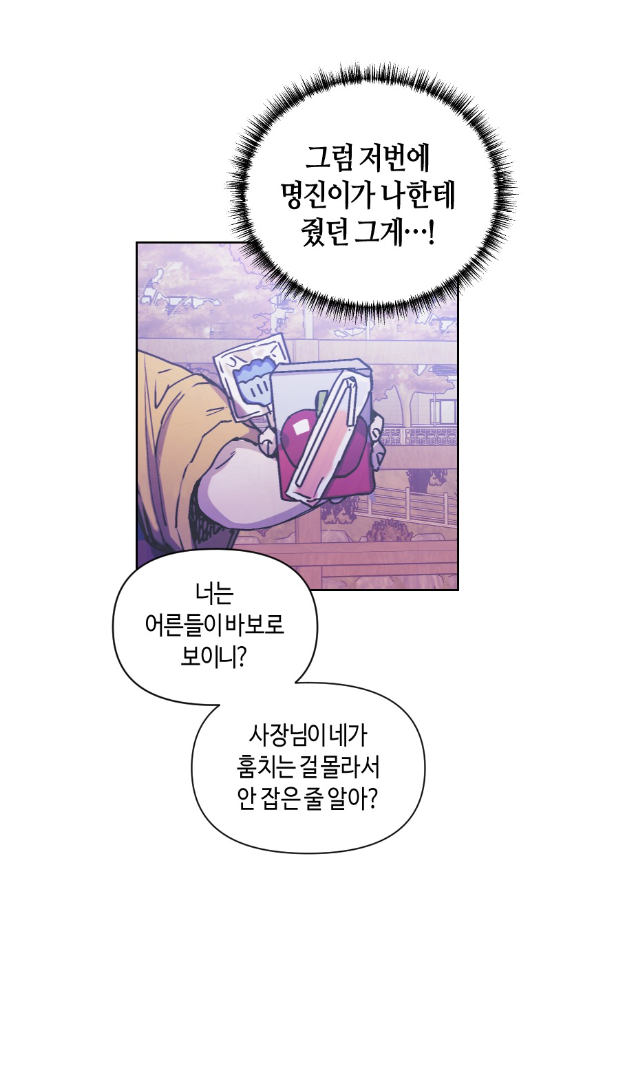 그럼 저번에
명진이가 나한테
줬던 그게…!
너는
어른들이 바보로
보이니?
사장님이 네가
훔치는 걸 몰라서
안 잡은 줄 알아?